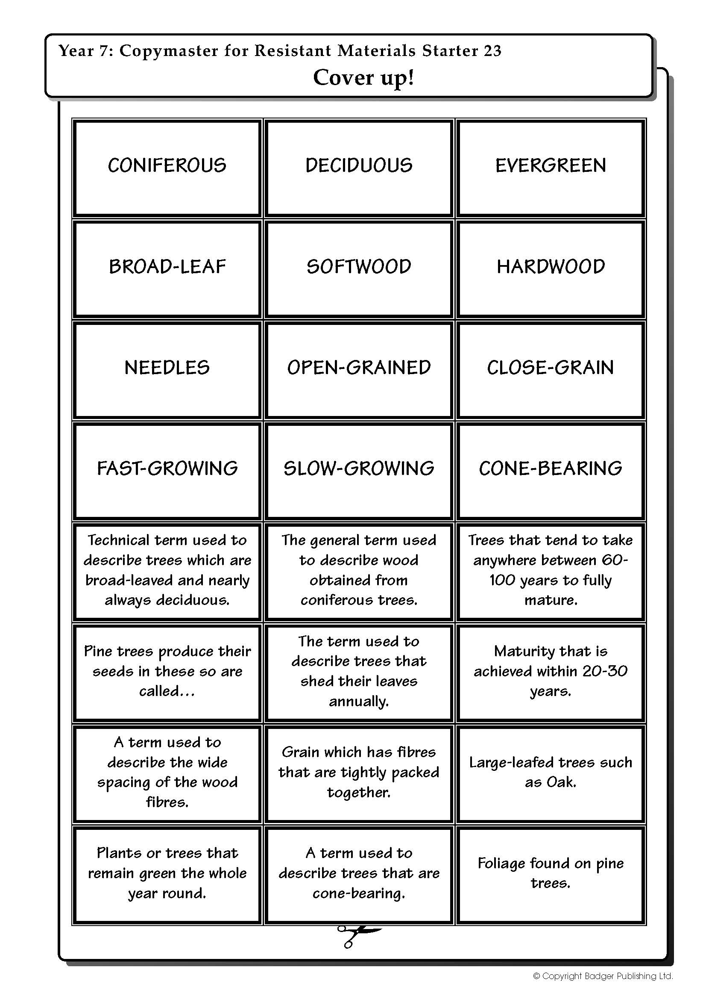 Year 7: Copymaster for Resistant Materials Starter 23
Cover up!
CONIFEROUS
DECIDUOUS
EVERGREEN
BROAD-LEAF
SOFTWOOD
HARDWOOD
NEEDLES
OPEN-GRAINED
CLOSE-GRAIN
FAST-GROWING
SLOW-GROWING
CONE-BEARING
Technical term used to
describe trees which are
broad-leaved and nearly
always deciduous.
The general term used
to describe wood
obtained from
coniferous trees.
Trees that tend to take
anywhere between 60-
100 years to fully
mature.
Pine trees produce their
seeds in these so are
called...
The term used to
describe trees that
shed their leaves
annually.
Maturity that is
achieved within 20-30
years.
A term used to
describe the wide
spacing of the wood
fibres.
Grain which has fibres
that are tightly packed
together.
Large-leafed trees such
as Oak.
Plants or trees that
remain green the whole
year round.
A term used to
describe trees that are
cone-bearing.
Foliage found on pine
trees.
© Copyright Badger Publishing Ltd.